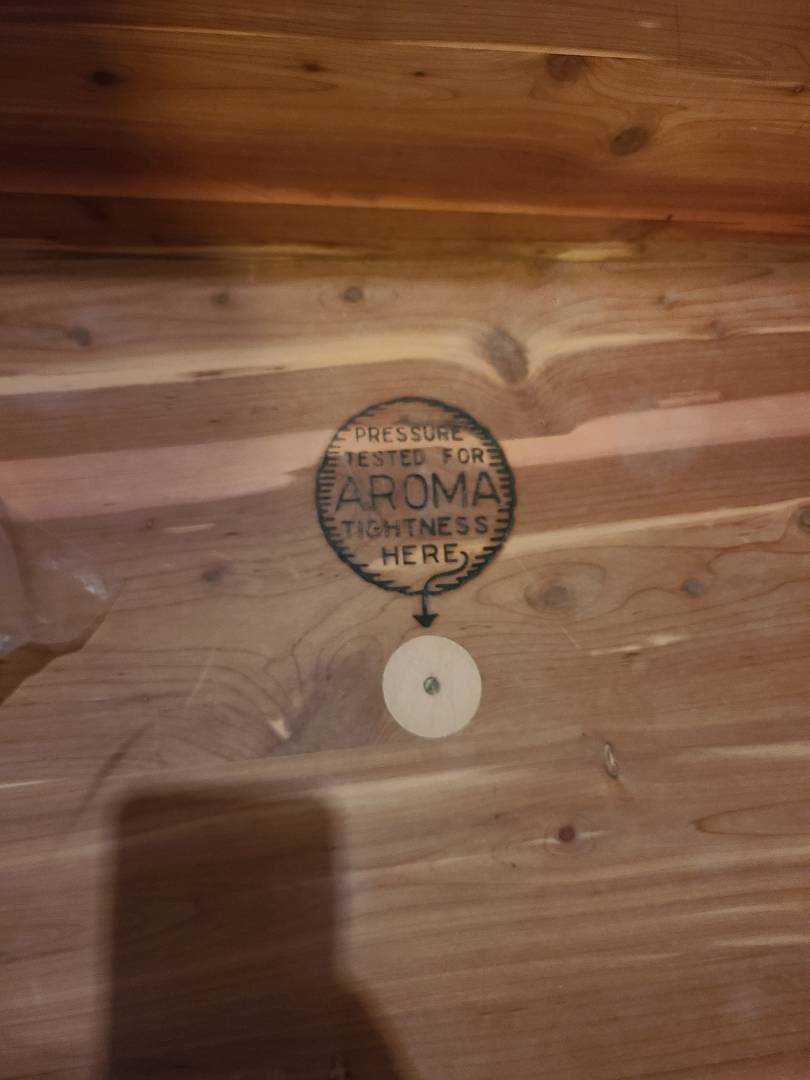 PRESSURE
TESTED FOR
AROMA
TIGHTNESS
HERE